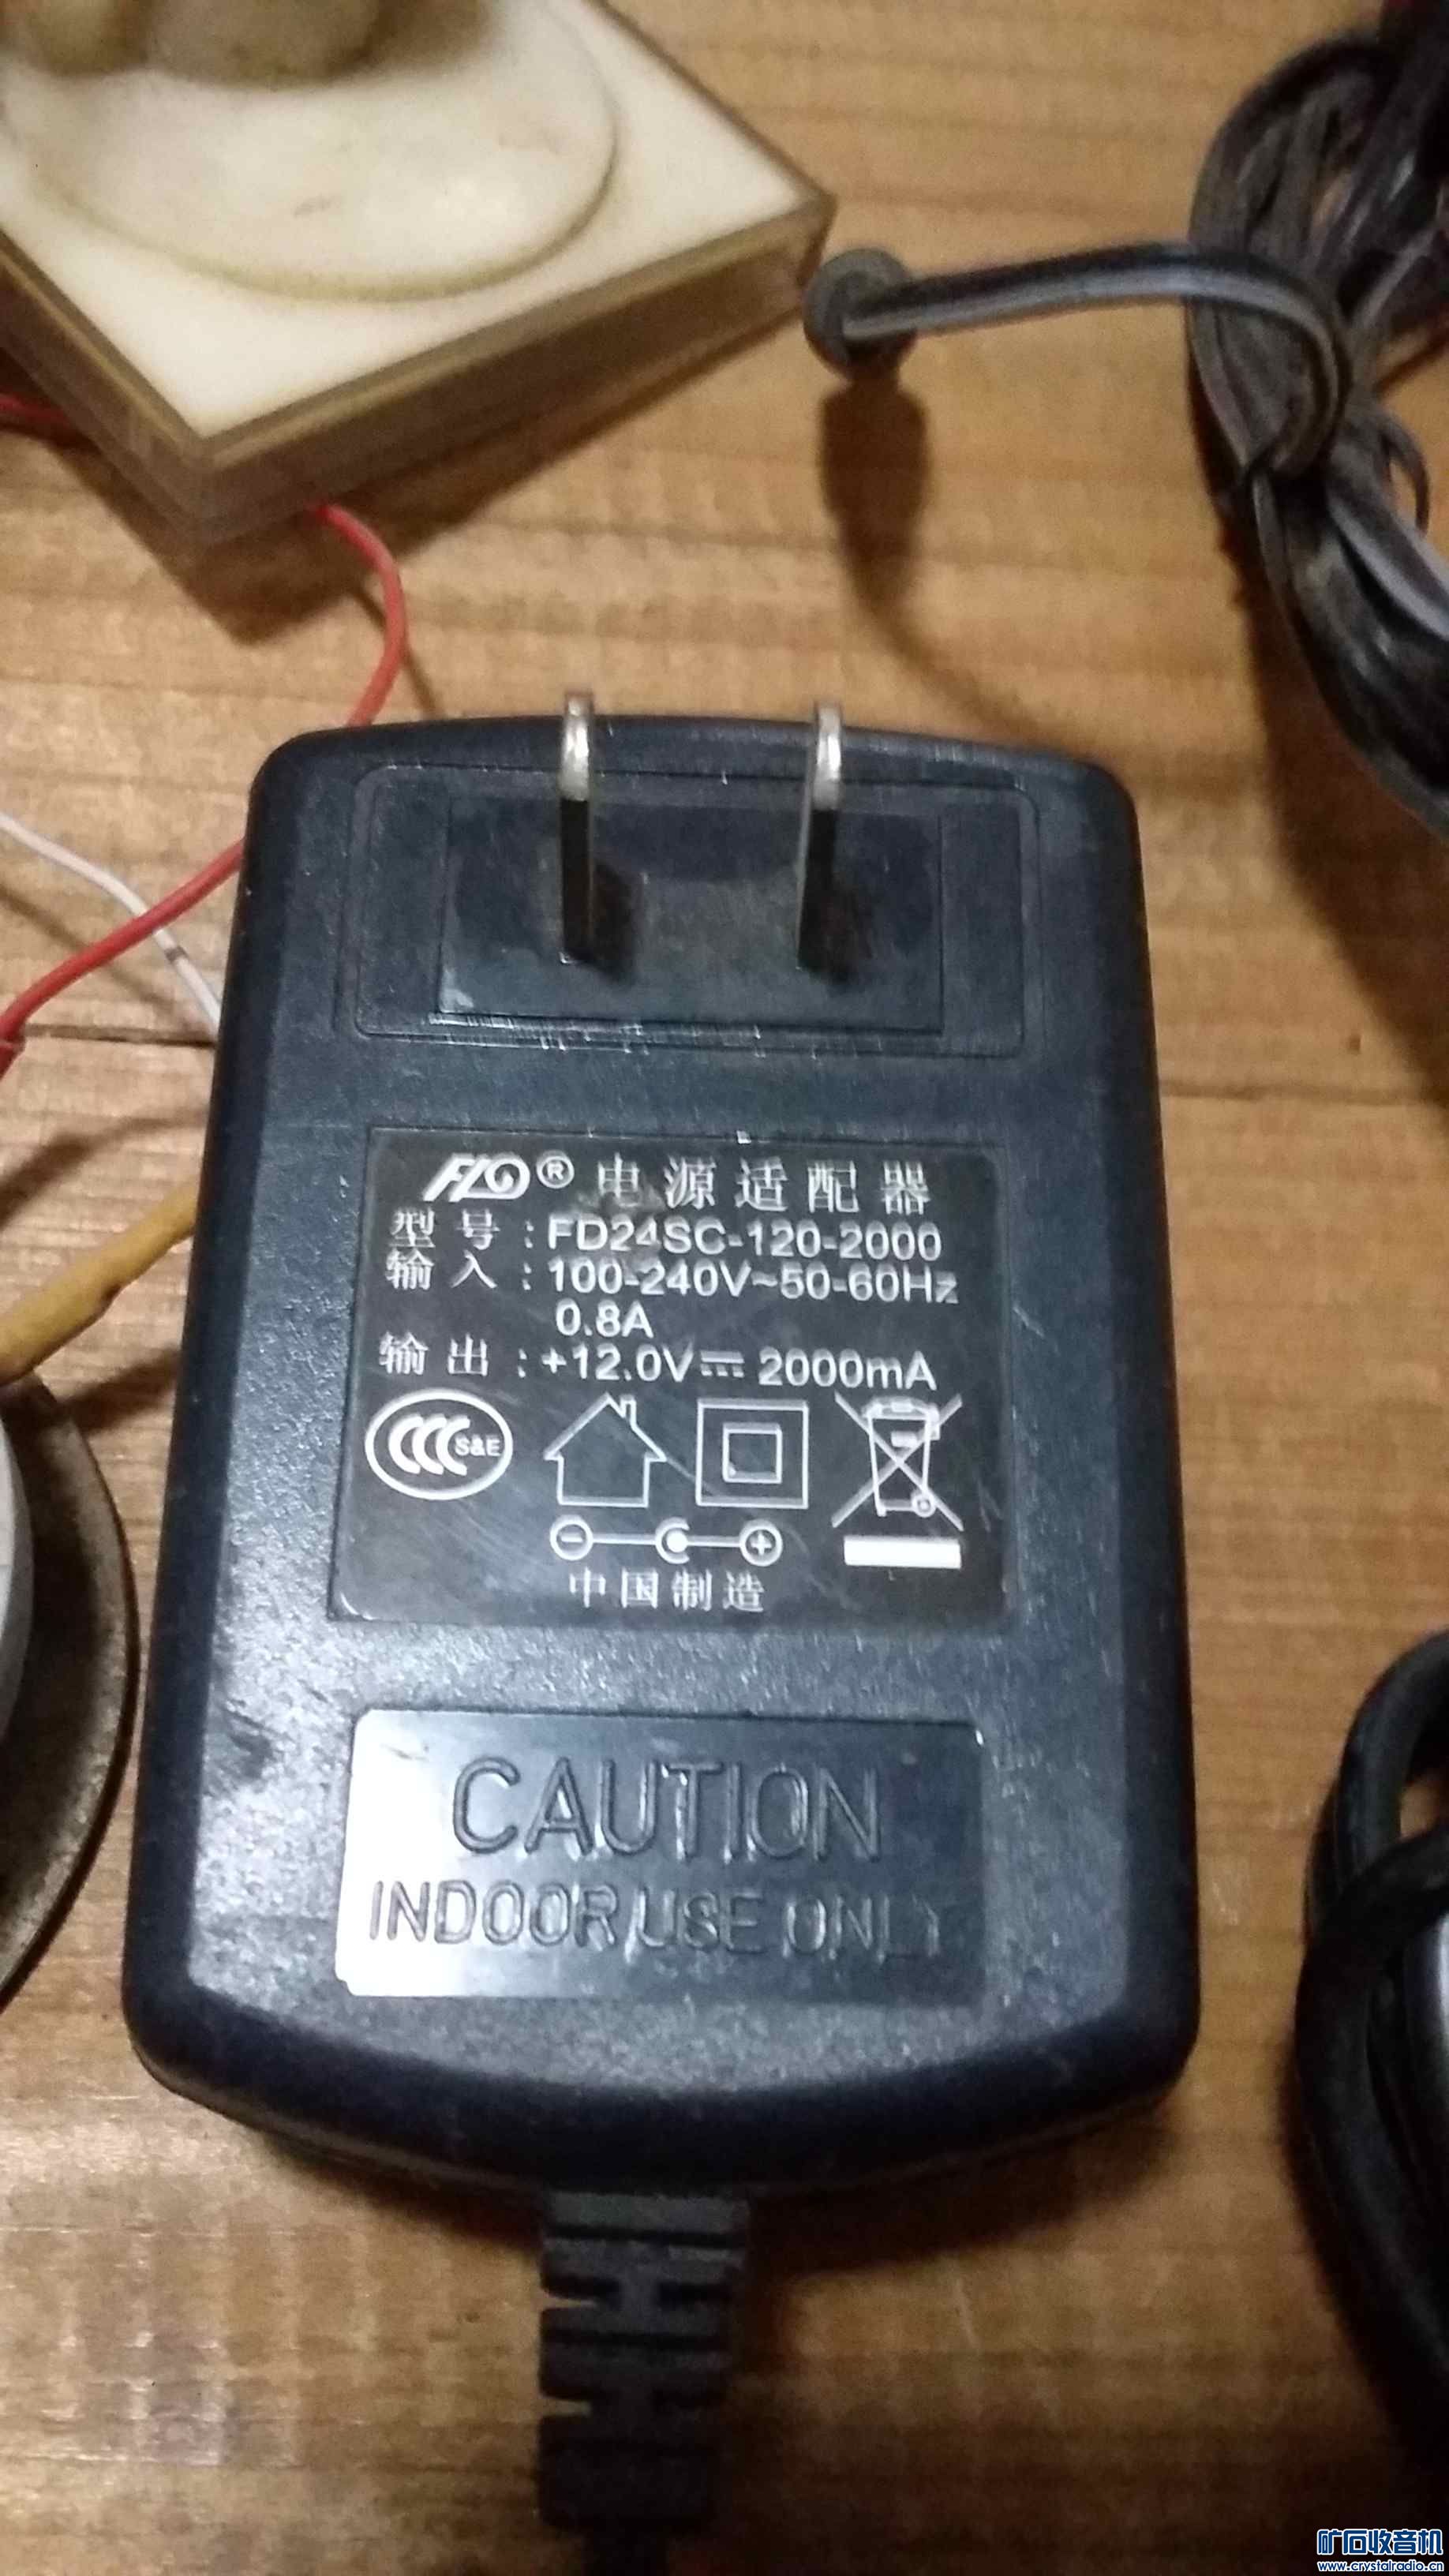 FLD® 电源适配器
型号：FD24SC-120-2000
输入：100-240V~50-60Hz
0.8A
输出：+12.0V⎓2000mA
CCC S&E
中国制造
CAUTION
INDOOR USE ONLY
矿石收音机
www.crystalradio.cn